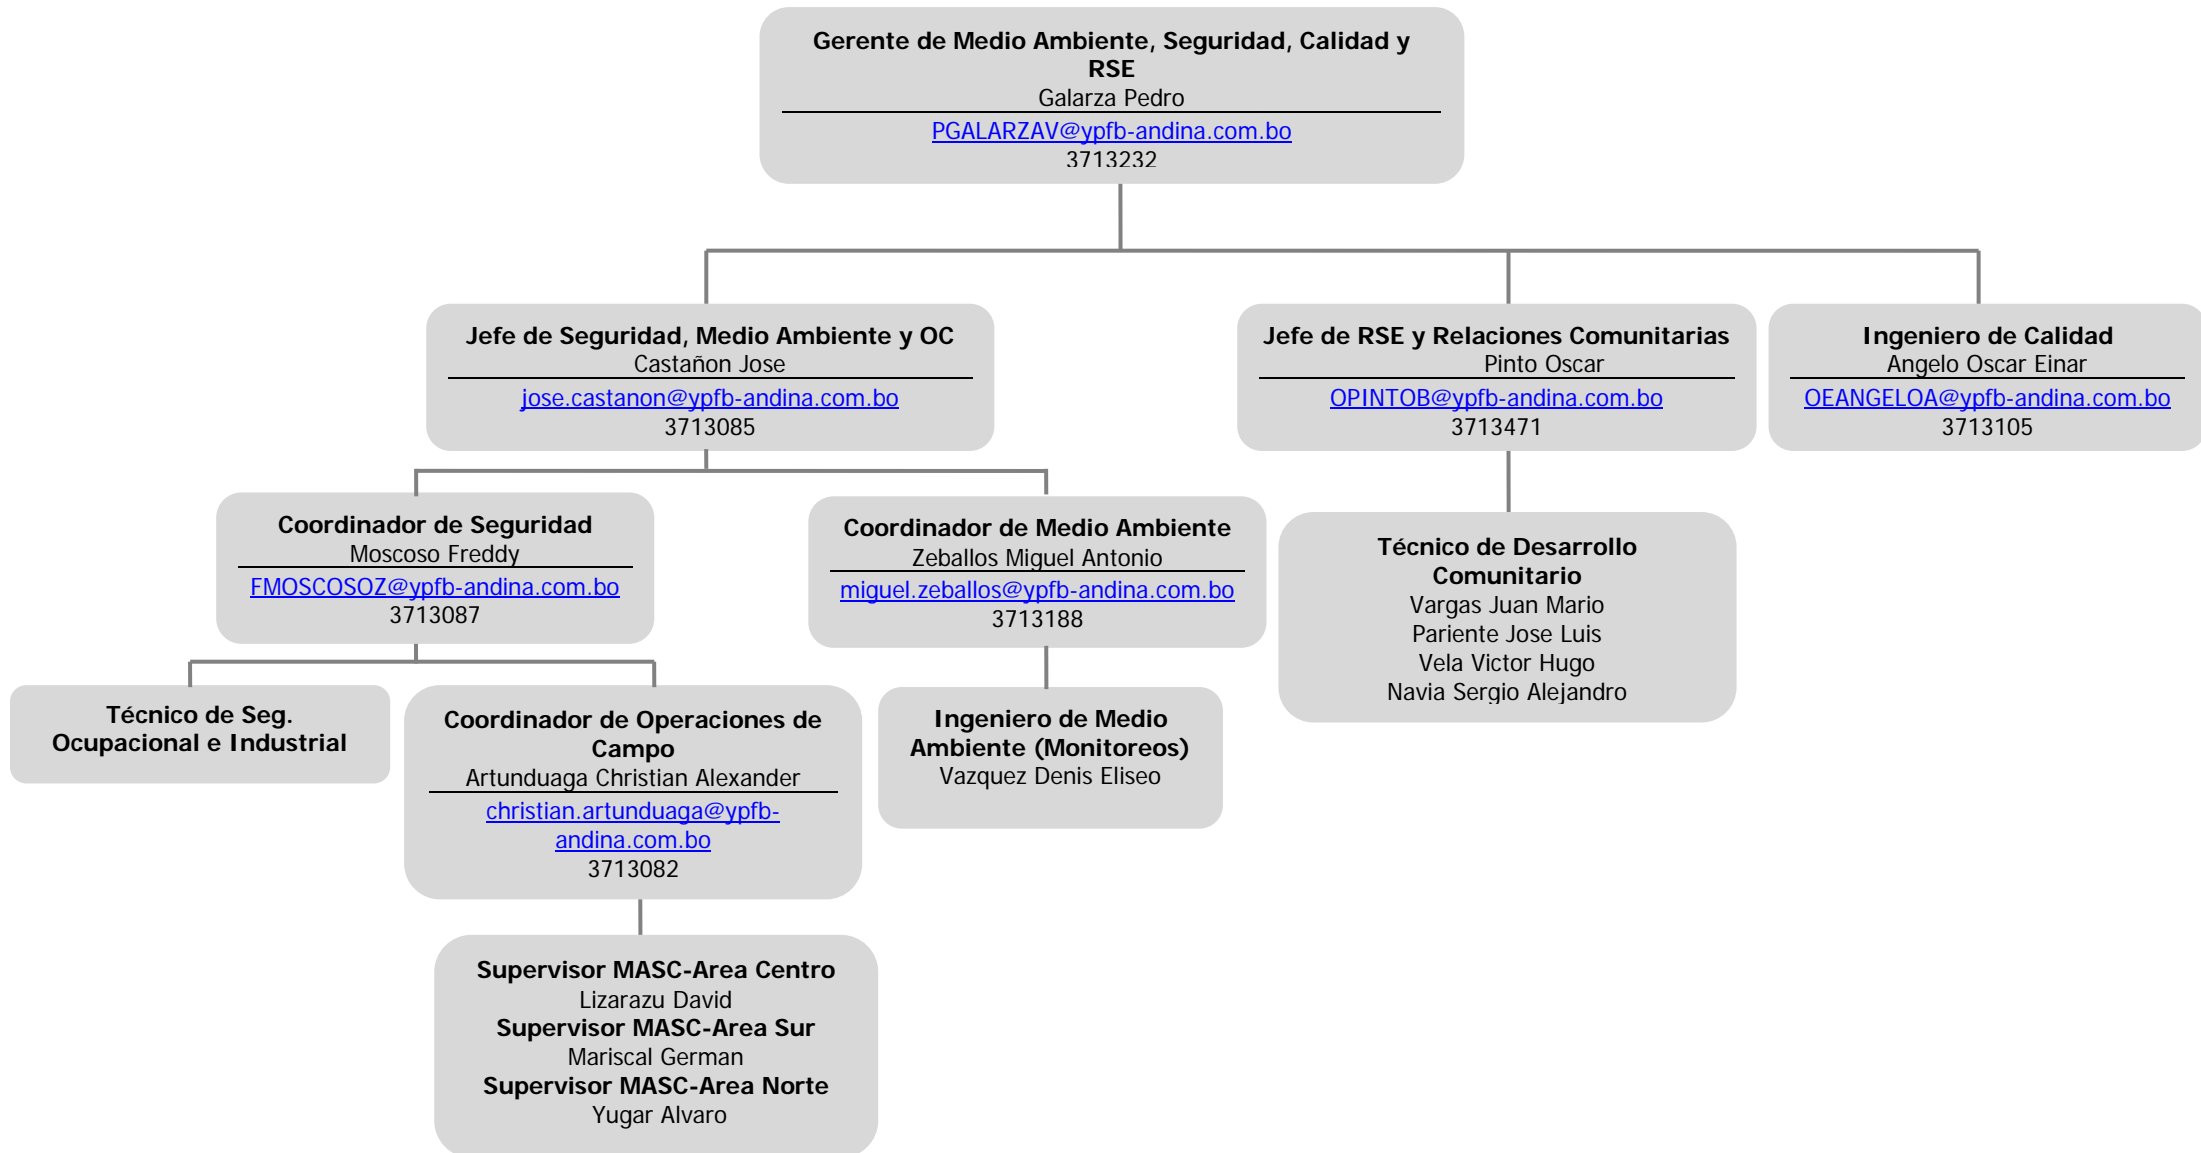 Gerente de Medio Ambiente, Seguridad, Calidad y
RSE
Galarza Pedro
PGALARZAV@ypfb-andina.com.bo
3713232
Jefe de Seguridad, Medio Ambiente y OC
Castañon Jose
jose.castanon@ypfb-andina.com.bo
3713085
Jefe de RSE y Relaciones Comunitarias
Pinto Oscar
OPINTOB@ypfb-andina.com.bo
3713471
Ingeniero de Calidad
Angelo Oscar Einar
OEANGELOA@ypfb-andina.com.bo
3713105
Coordinador de Seguridad
Moscoso Freddy
FMOSCOSOZ@ypfb-andina.com.bo
3713087
Coordinador de Medio Ambiente
Zeballos Miguel Antonio
miguel.zeballos@ypfb-andina.com.bo
3713188
Técnico de Desarrollo
Comunitario
Vargas Juan Mario
Pariente Jose Luis
Vela Victor Hugo
Navia Sergio Alejandro
Técnico de Seg.
Ocupacional e Industrial
Coordinador de Operaciones de
Campo
Artunduaga Christian Alexander
christian.artunduaga@ypfb-
andina.com.bo
3713082
Ingeniero de Medio
Ambiente (Monitoreos)
Vazquez Denis Eliseo
Supervisor MASC-Area Centro
Lizarazu David
Supervisor MASC-Area Sur
Mariscal German
Supervisor MASC-Area Norte
Yugar Alvaro